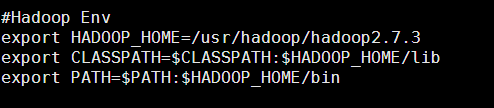 #Hadoop Env
export HADOOP_HOME=/usr/hadoop/hadoop2.7.3
export CLASSPATH=$CLASSPATH:$HADOOP_HOME/lib
export PATH=$PATH:$HADOOP_HOME/bin